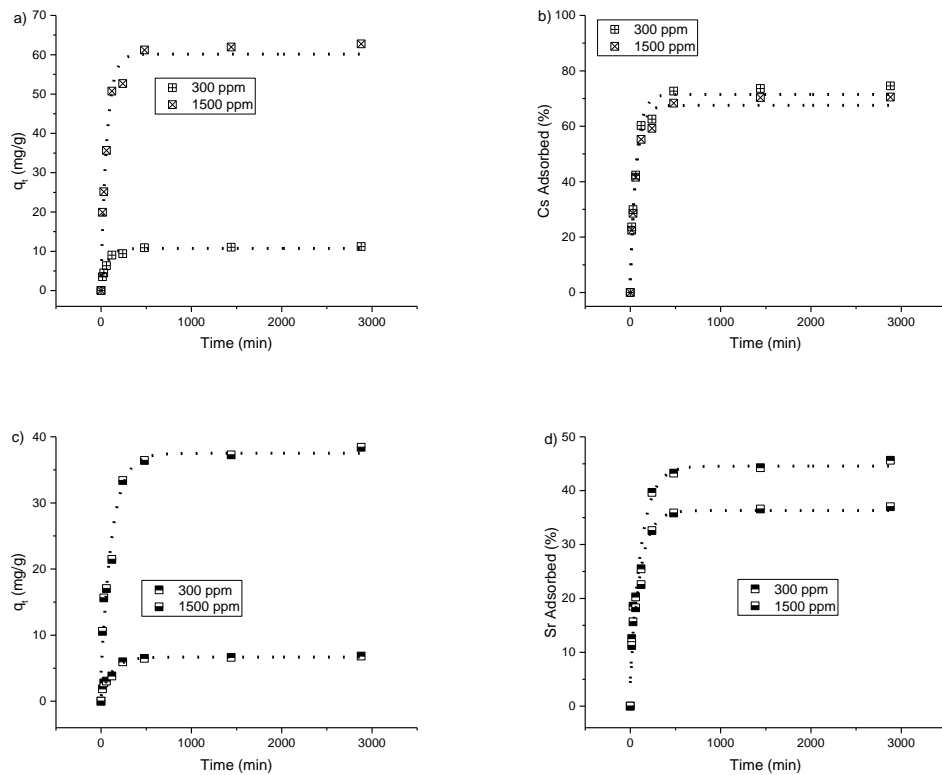 a)
70
60
50
40
30
20
10
0
q_t (mg/g)
300 ppm
1500 ppm
0 1000 2000 3000
Time (min)
b)
300 ppm
1500 ppm
100
80
60
40
20
0
Cs Adsorbed (%)
0 1000 2000 3000
Time (min)
c)
40
30
20
10
0
q_t (mg/g)
300 ppm
1500 ppm
0 1000 2000 3000
Time (min)
d)
50
40
30
20
10
0
Sr Adsorbed (%)
300 ppm
1500 ppm
0 1000 2000 3000
Time (min)